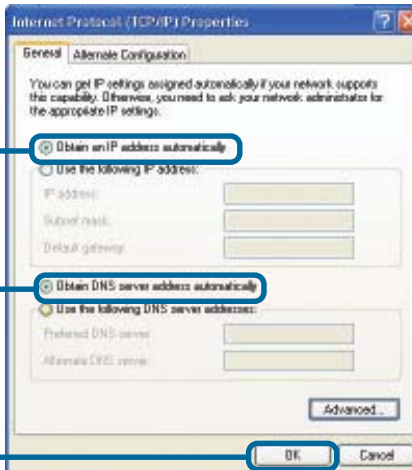 Internet Protocol (TCP/IP) Properties
General
Alternate Configuration
You can get IP settings assigned automatically if your network supports
this capability. Otherwise, you need to ask your network administrator for
the appropriate IP settings.
Obtain an IP address automatically
Use the following IP address:
IP address:
Subnet mask:
Default gateway:
Obtain DNS server address automatically
Use the following DNS server addresses:
Preferred DNS server:
Alternate DNS server:
Advanced...
OK
Cancel